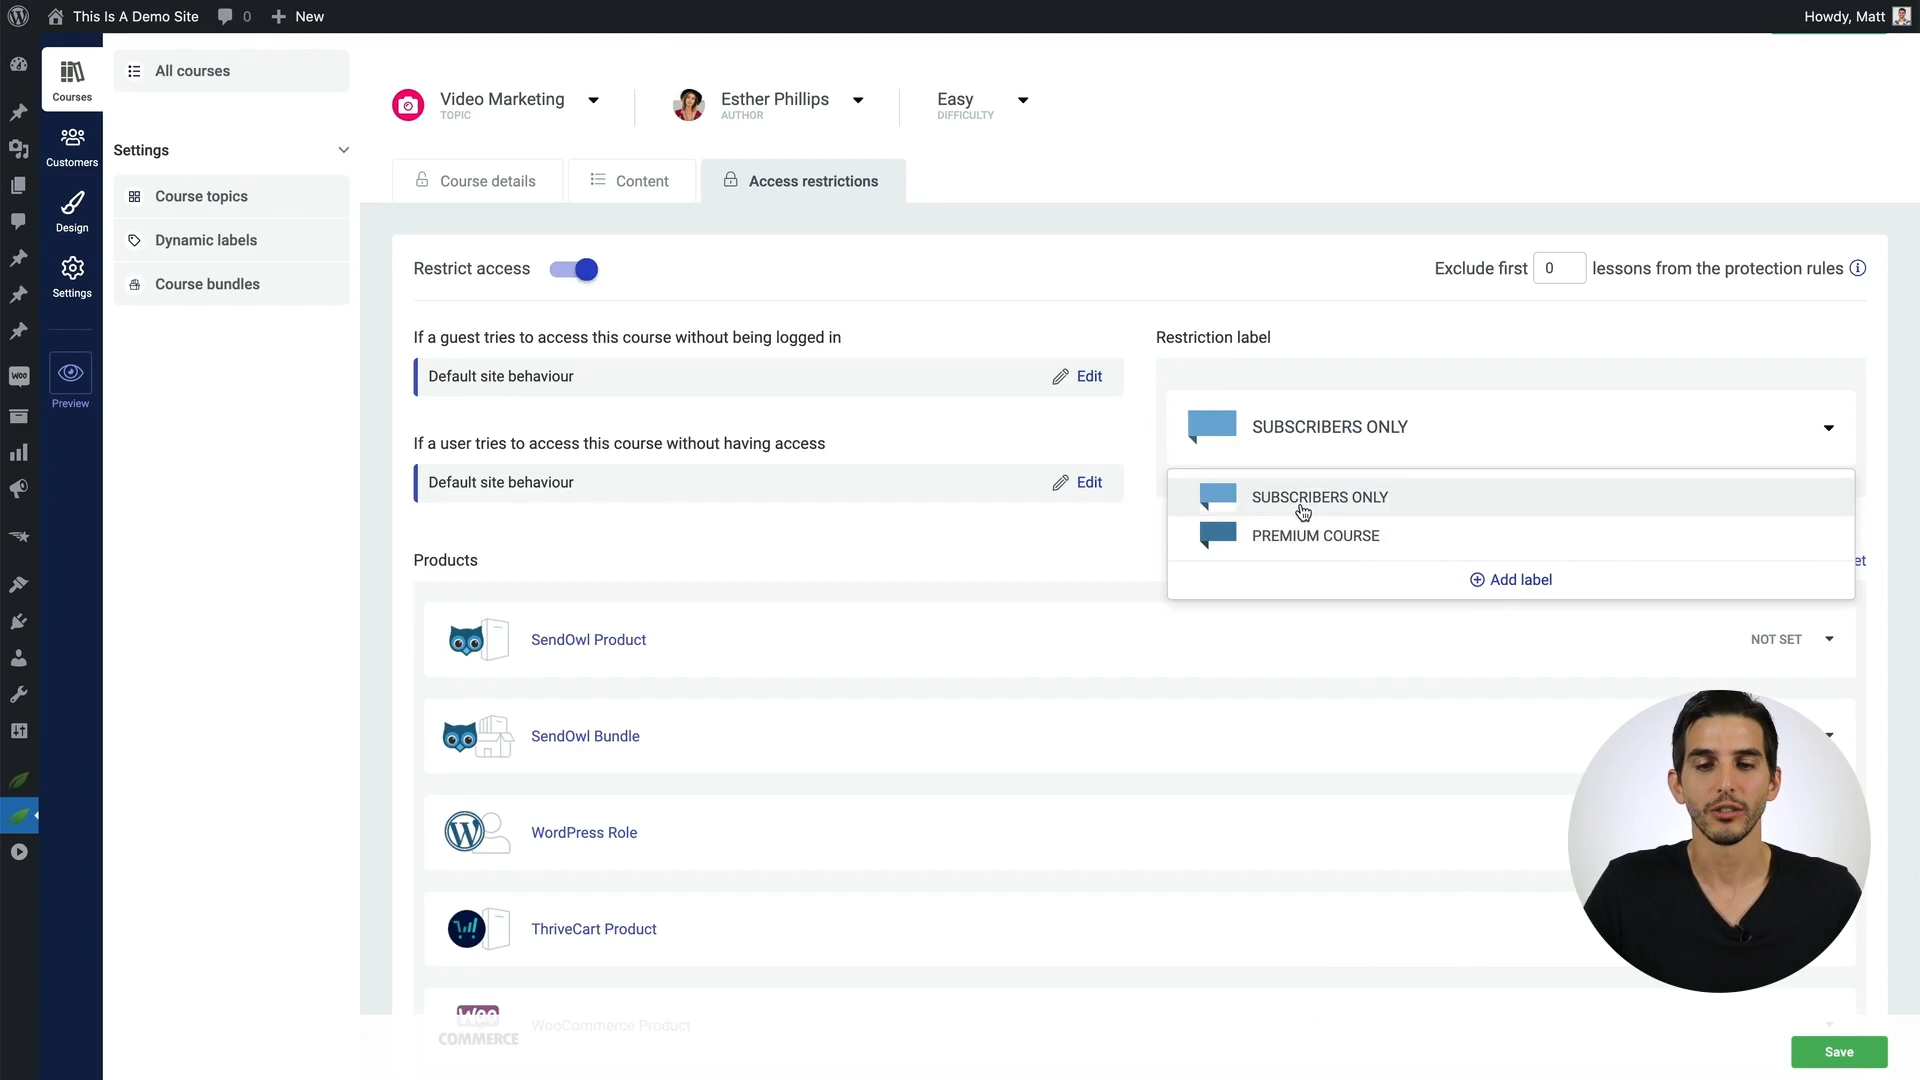 This Is A Demo Site 0 New Howdy, Matt
Courses
Customers
Design
Settings
Preview
All courses
Settings
Course topics
Dynamic labels
Course bundles
Video Marketing
TOPIC
Esther Phillips
AUTHOR
Easy
DIFFICULTY
Course details Content Access restrictions
Restrict access
Exclude first 0 lessons from the protection rules
If a guest tries to access this course without being logged in
Default site behaviour Edit
If a user tries to access this course without having access
Default site behaviour Edit
Restriction label
SUBSCRIBERS ONLY
SUBSCRIBERS ONLY
PREMIUM COURSE
Add label
Products
SendOwl Product NOT SET
SendOwl Bundle
WordPress Role
ThriveCart Product
WOO COMMERCE WooCommerce Product
Save